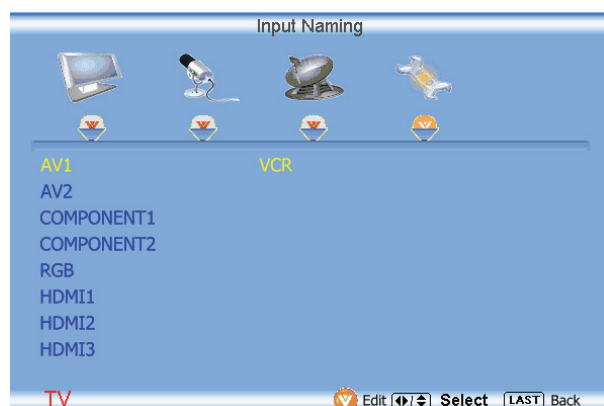 Input Naming
AV1 VCR
AV2
COMPONENT1
COMPONENT2
RGB
HDMI1
HDMI2
HDMI3
TV Edit Select LAST Back